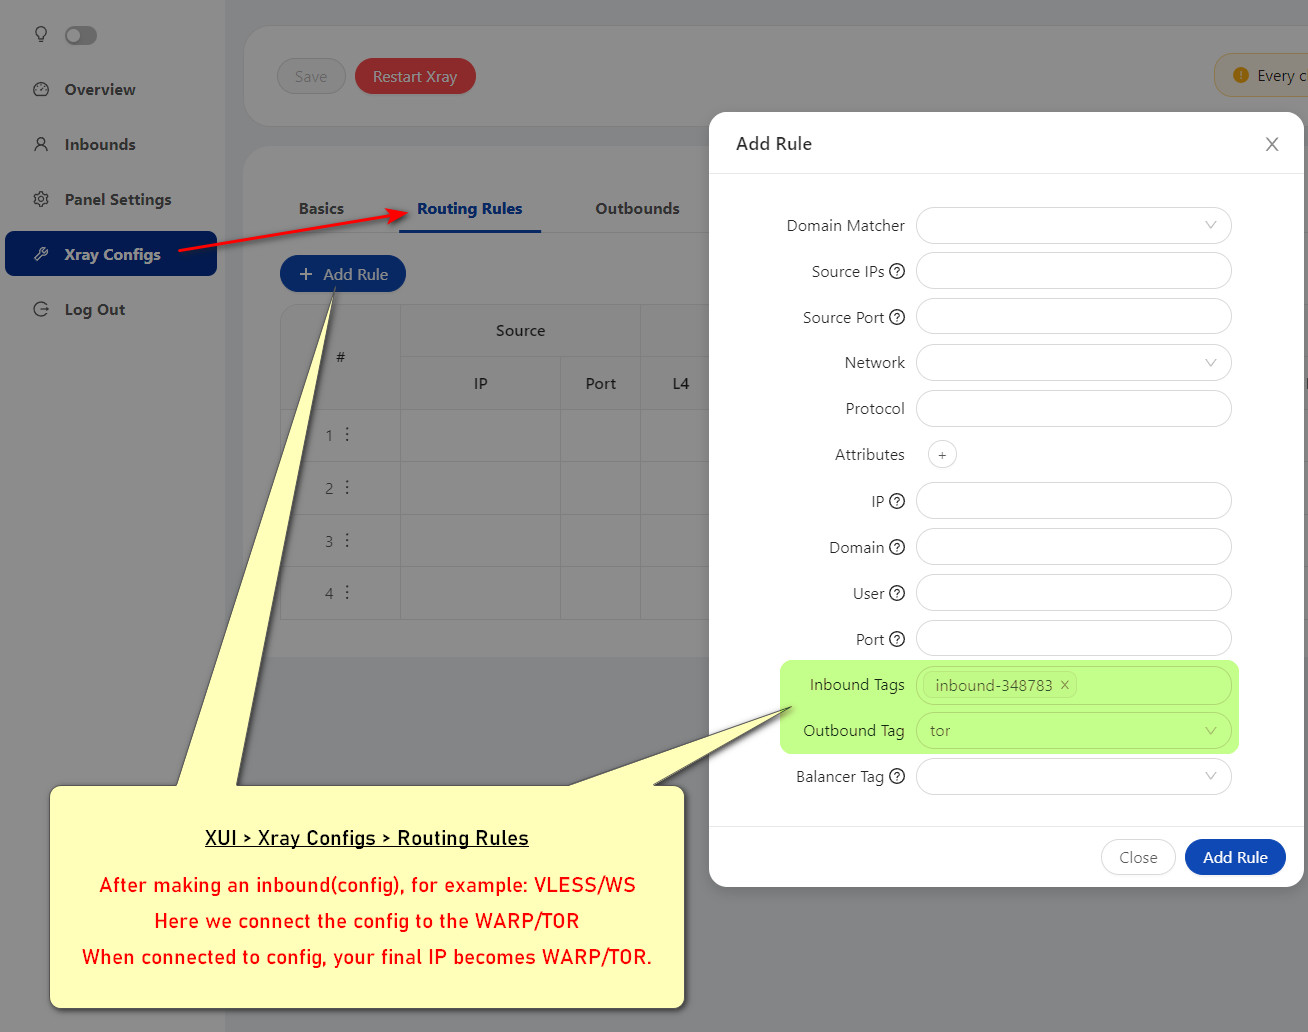 Overview
Inbounds
Panel Settings
Xray Configs
Log Out
Save
Restart Xray
Every
Basics
Routing Rules
Outbounds
+ Add Rule
#
Source
IP
Port
L4
1
2
3
4
Add Rule
Domain Matcher
Source IPs
Source Port
Network
Protocol
Attributes +
IP
Domain
User
Port
Inbound Tags inbound-348783 x
Outbound Tag tor
Balancer Tag
Close
Add Rule
XUI > Xray Configs > Routing Rules
After making an inbound(config), for example: VLESS/WS
Here we connect the config to the WARP/TOR
When connected to config, your final IP becomes WARP/TOR.